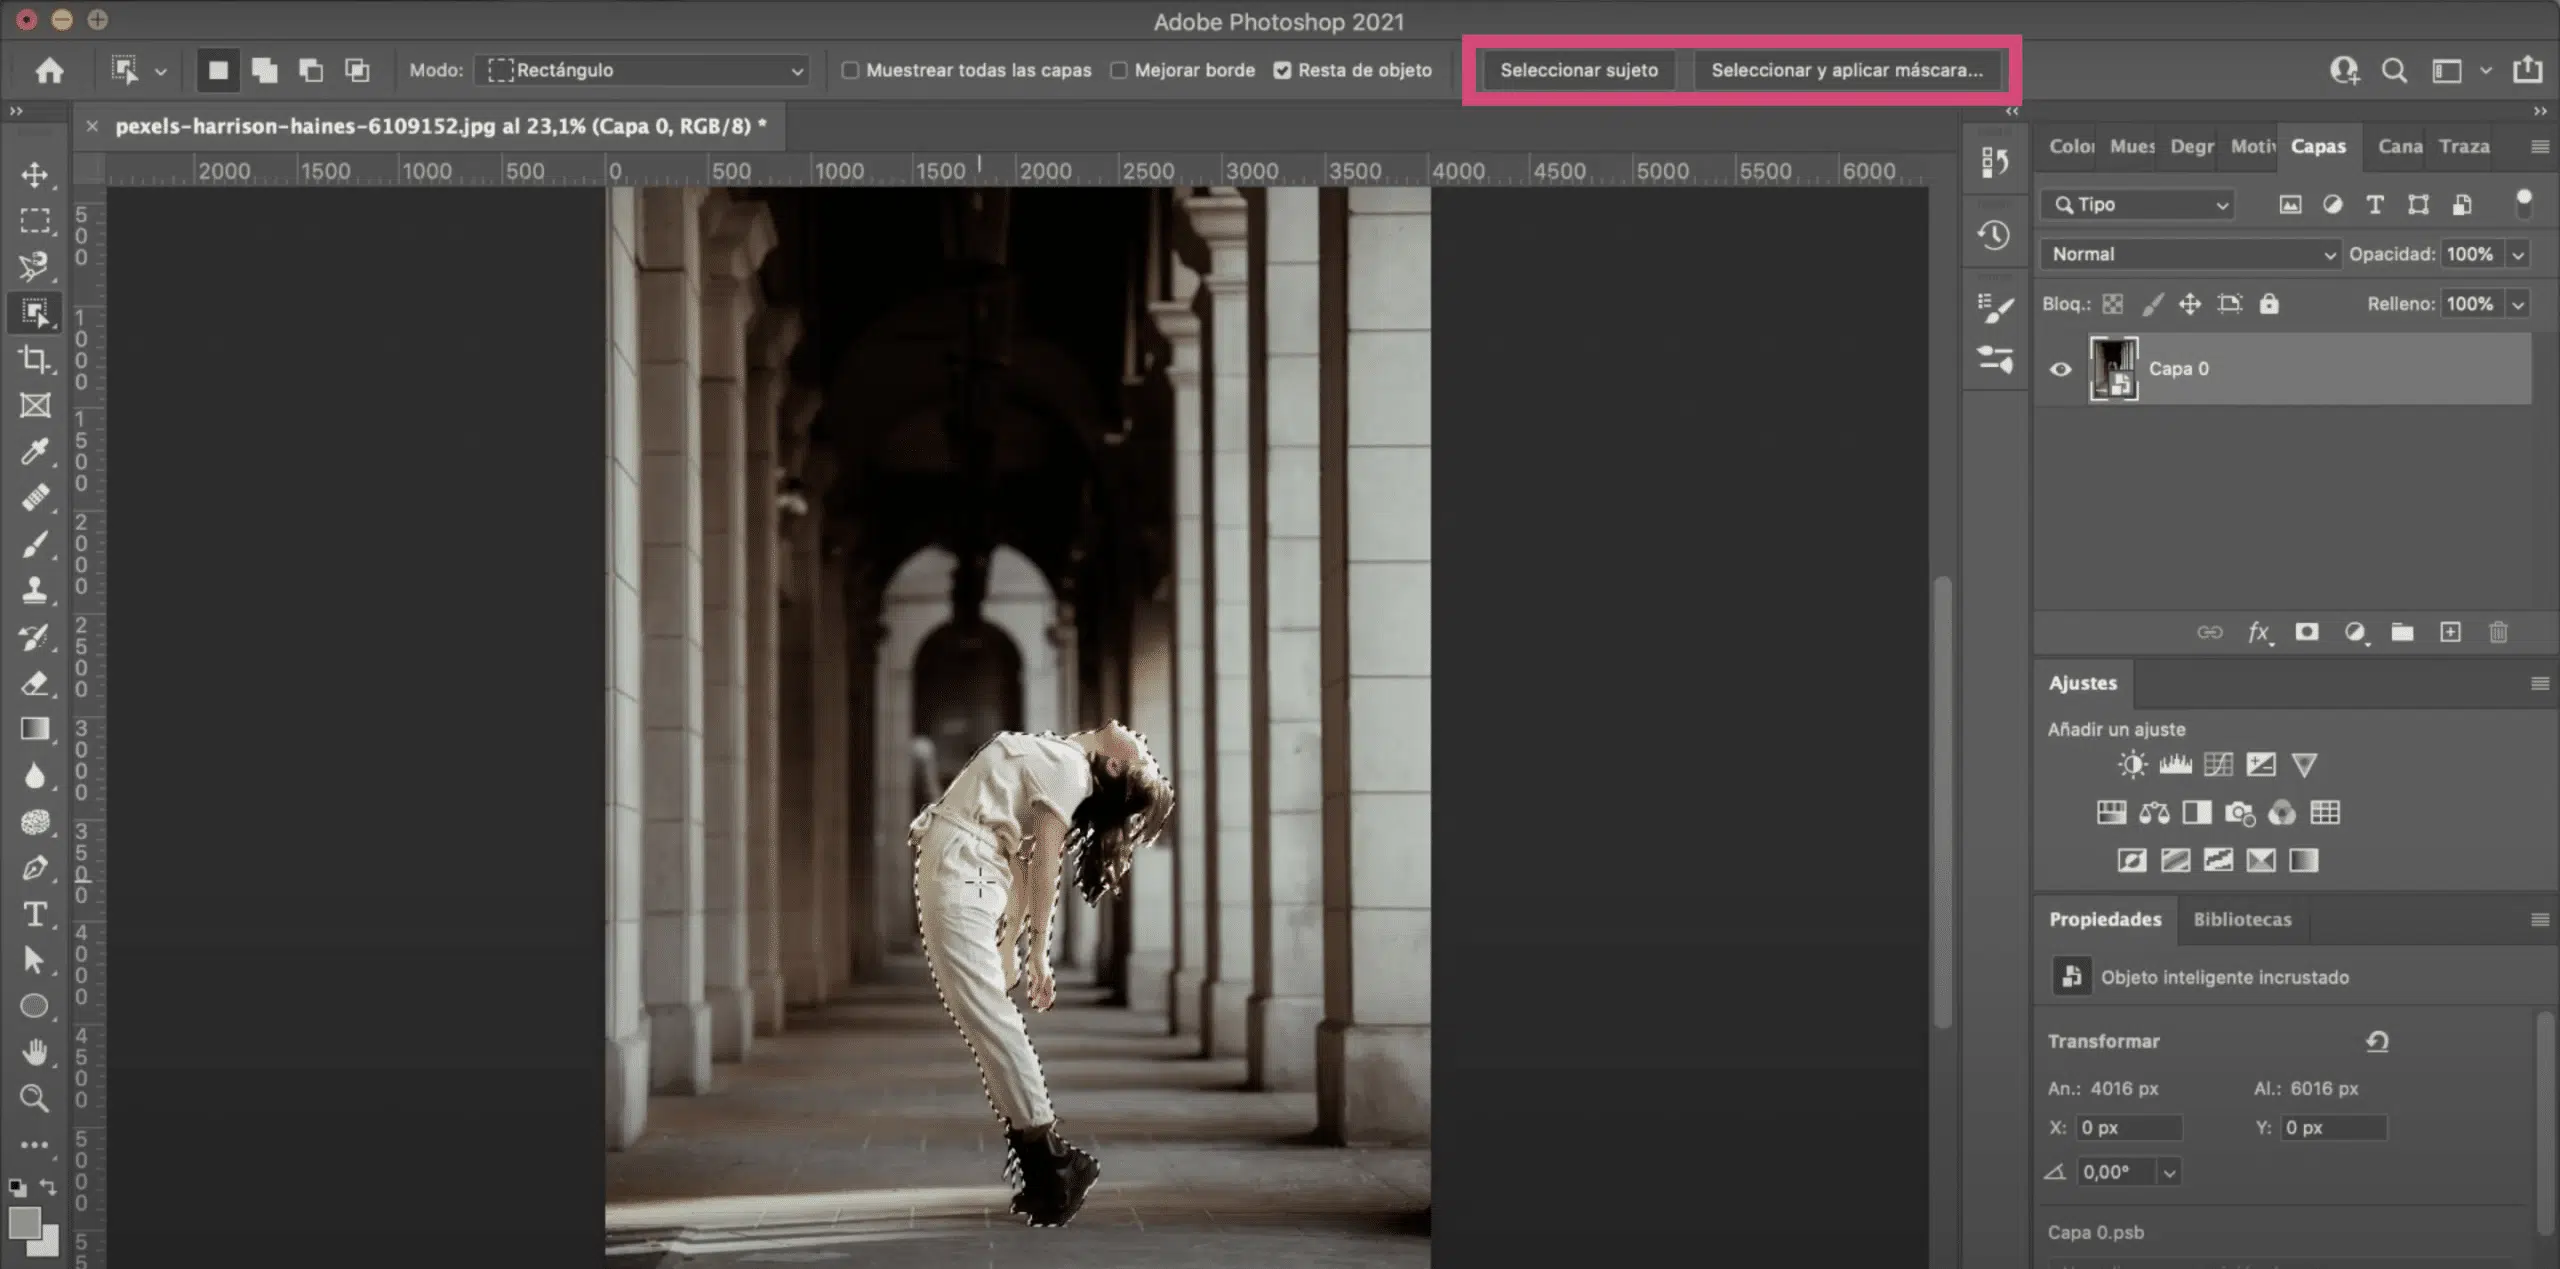 Adobe Photoshop 2021
Modo: Rectángulo Muestrear todas las capas Mejorar borde Resta de objeto Seleccionar sujeto Seleccionar y aplicar máscara...
× pexels-harrison-haines-6109152.jpg al 23,1% (Capa 0, RGB/8) *
2000 1500 1000 500 0 500 1000 1500 2000 2500 3000 3500 4000 4500 5000 5500 6000
500
1000
1500
2000
2500
3000
3500
4000
4500
5000
55
Color Mues Degr Motiv Capas Cana Traza
Tipo
Normal Opacidad: 100%
Bloq.: Relleno: 100%
Capa 0
fx
Ajustes
Añadir un ajuste
Propiedades Bibliotecas
Objeto inteligente incrustado
Transformar
An.: 4016 px Al.: 6016 px
X: 0 px Y: 0 px
0,00°
Capa 0.psb